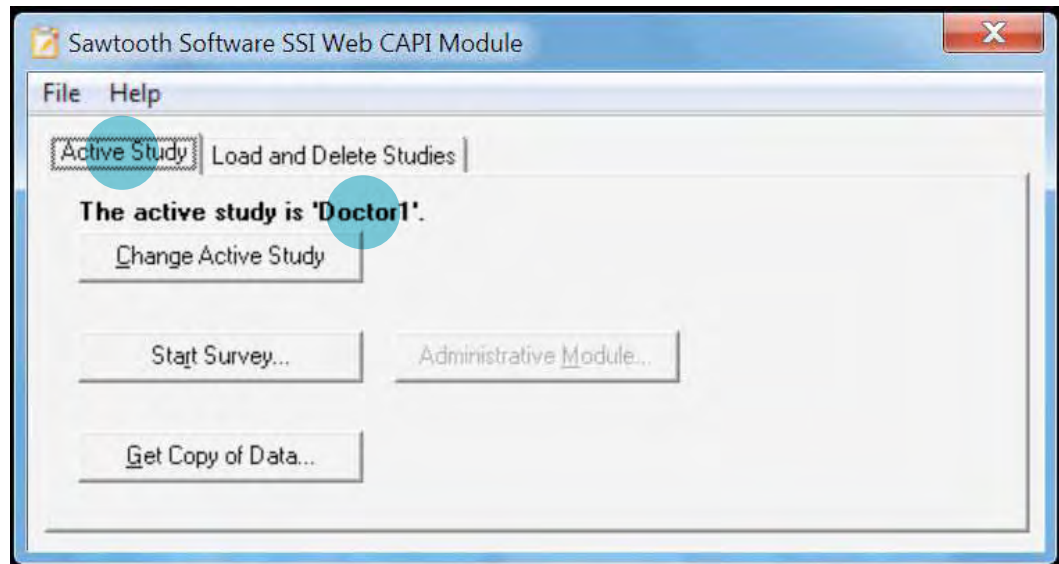 Sawtooth Software SSI Web CAPI Module
File Help
Active Study Load and Delete Studies
The active study is 'Doctor1'.
Change Active Study
Start Survey... Administrative Module...
Get Copy of Data...